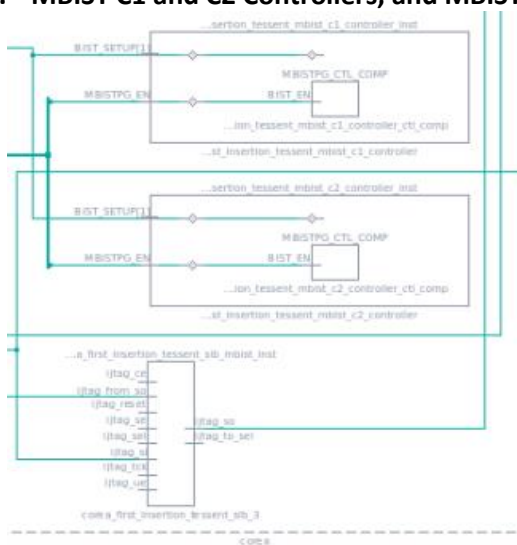 MBIST C1 and C2 Controllers, and MBIST
...sertion_tessent_mbist_c1_controller_inst
BIST_SETUP[1]
MBISTPG_CTL_COMP
MBISTPG_EN
BIST_EN
...ion_tessent_mbist_c1_controller_ctl_comp
...st_insertion_tessent_mbist_c1_controller
...sertion_tessent_mbist_c2_controller_inst
BIST_SETUP[1]
MBISTPG_CTL_COMP
MBISTPG_EN
BIST_EN
...ion_tessent_mbist_c2_controller_ctl_comp
...st_insertion_tessent_mbist_c2_controller
...a_first_insertion_tessent_sib_mbist_inst
ijtag_ce
ijtag_from_so
ijtag_reset
ijtag_se
ijtag_so
ijtag_sel
ijtag_to_sel
ijtag_si
ijtag_tck
ijtag_ue
corea_first_insertion_tessent_sib_3
corea